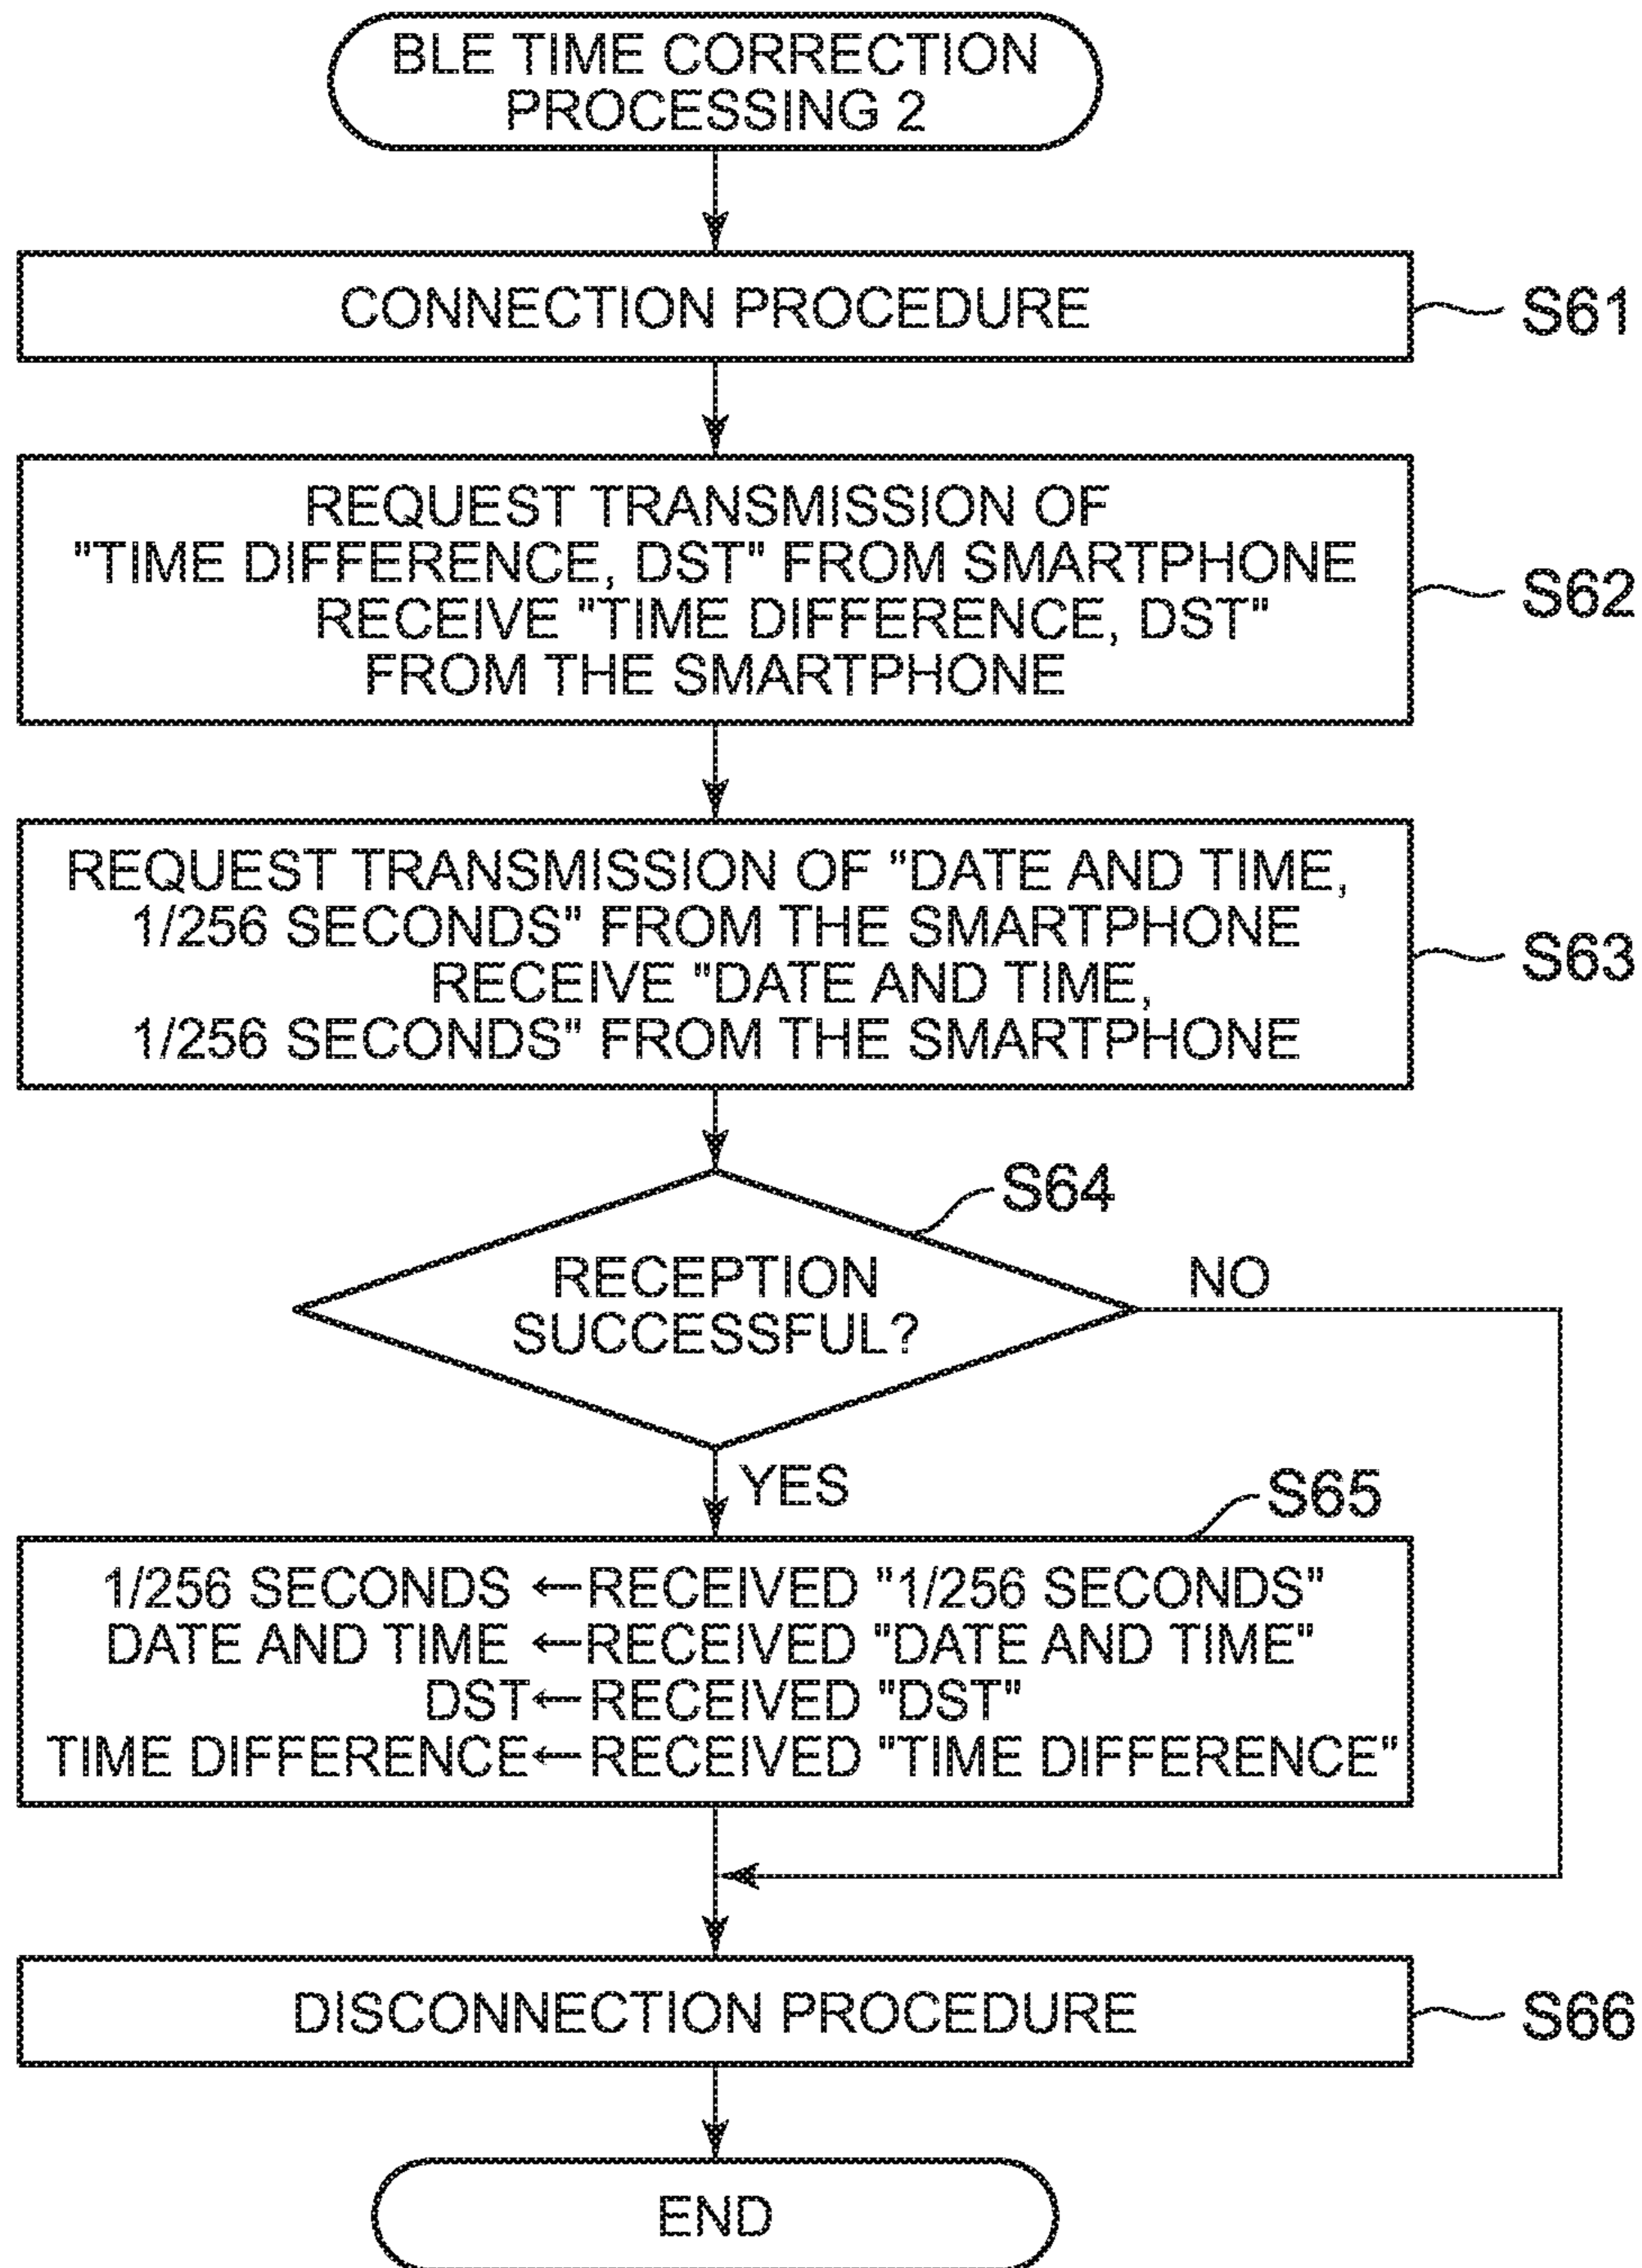 BLE TIME CORRECTION
PROCESSING 2
CONNECTION PROCEDURE
S61
REQUEST TRANSMISSION OF
"TIME DIFFERENCE, DST" FROM SMARTPHONE
RECEIVE "TIME DIFFERENCE, DST"
FROM THE SMARTPHONE
S62
REQUEST TRANSMISSION OF "DATE AND TIME,
1/256 SECONDS" FROM THE SMARTPHONE
RECEIVE "DATE AND TIME,
1/256 SECONDS" FROM THE SMARTPHONE
S63
S64
RECEPTION
SUCCESSFUL?
NO
YES
S65
1/256 SECONDS ←RECEIVED "1/256 SECONDS"
DATE AND TIME ←RECEIVED "DATE AND TIME"
DST←RECEIVED "DST"
TIME DIFFERENCE←RECEIVED "TIME DIFFERENCE"
DISCONNECTION PROCEDURE
S66
END